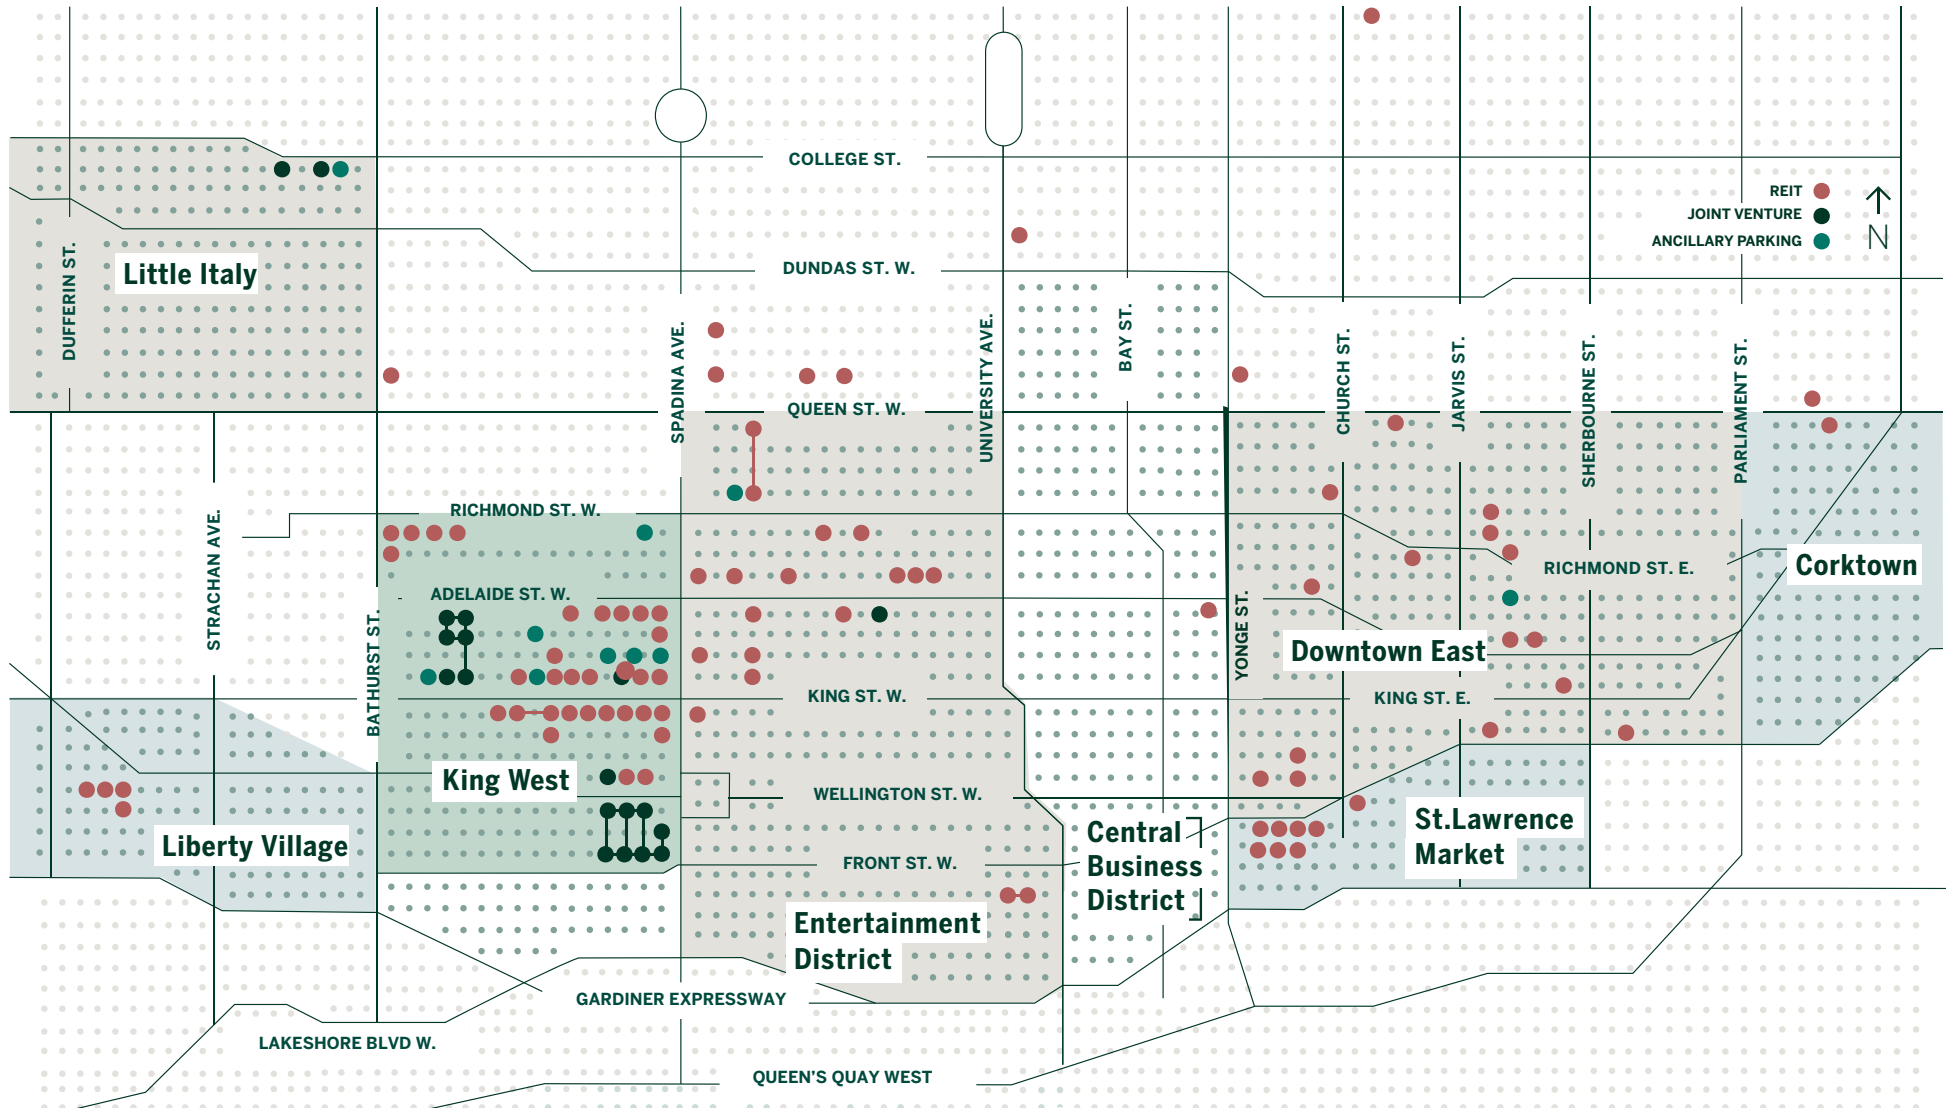 COLLEGE ST.
REIT
JOINT VENTURE
ANCILLARY PARKING
N
DUNDAS ST. W.
Little Italy
DUFFERIN ST.
SPADINA AVE.
UNIVERSITY AVE.
BAY ST.
CHURCH ST.
JARVIS ST.
SHERBOURNE ST.
PARLIAMENT ST.
QUEEN ST. W.
RICHMOND ST. W.
STRACHAN AVE.
BATHURST ST.
ADELAIDE ST. W.
RICHMOND ST. E.
Corktown
YONGE ST.
Downtown East
KING ST. W.
KING ST. E.
King West
WELLINGTON ST. W.
Liberty Village
Central
Business
District
St.Lawrence
Market
FRONT ST. W.
Entertainment
District
GARDINER EXPRESSWAY
LAKESHORE BLVD W.
QUEEN'S QUAY WEST